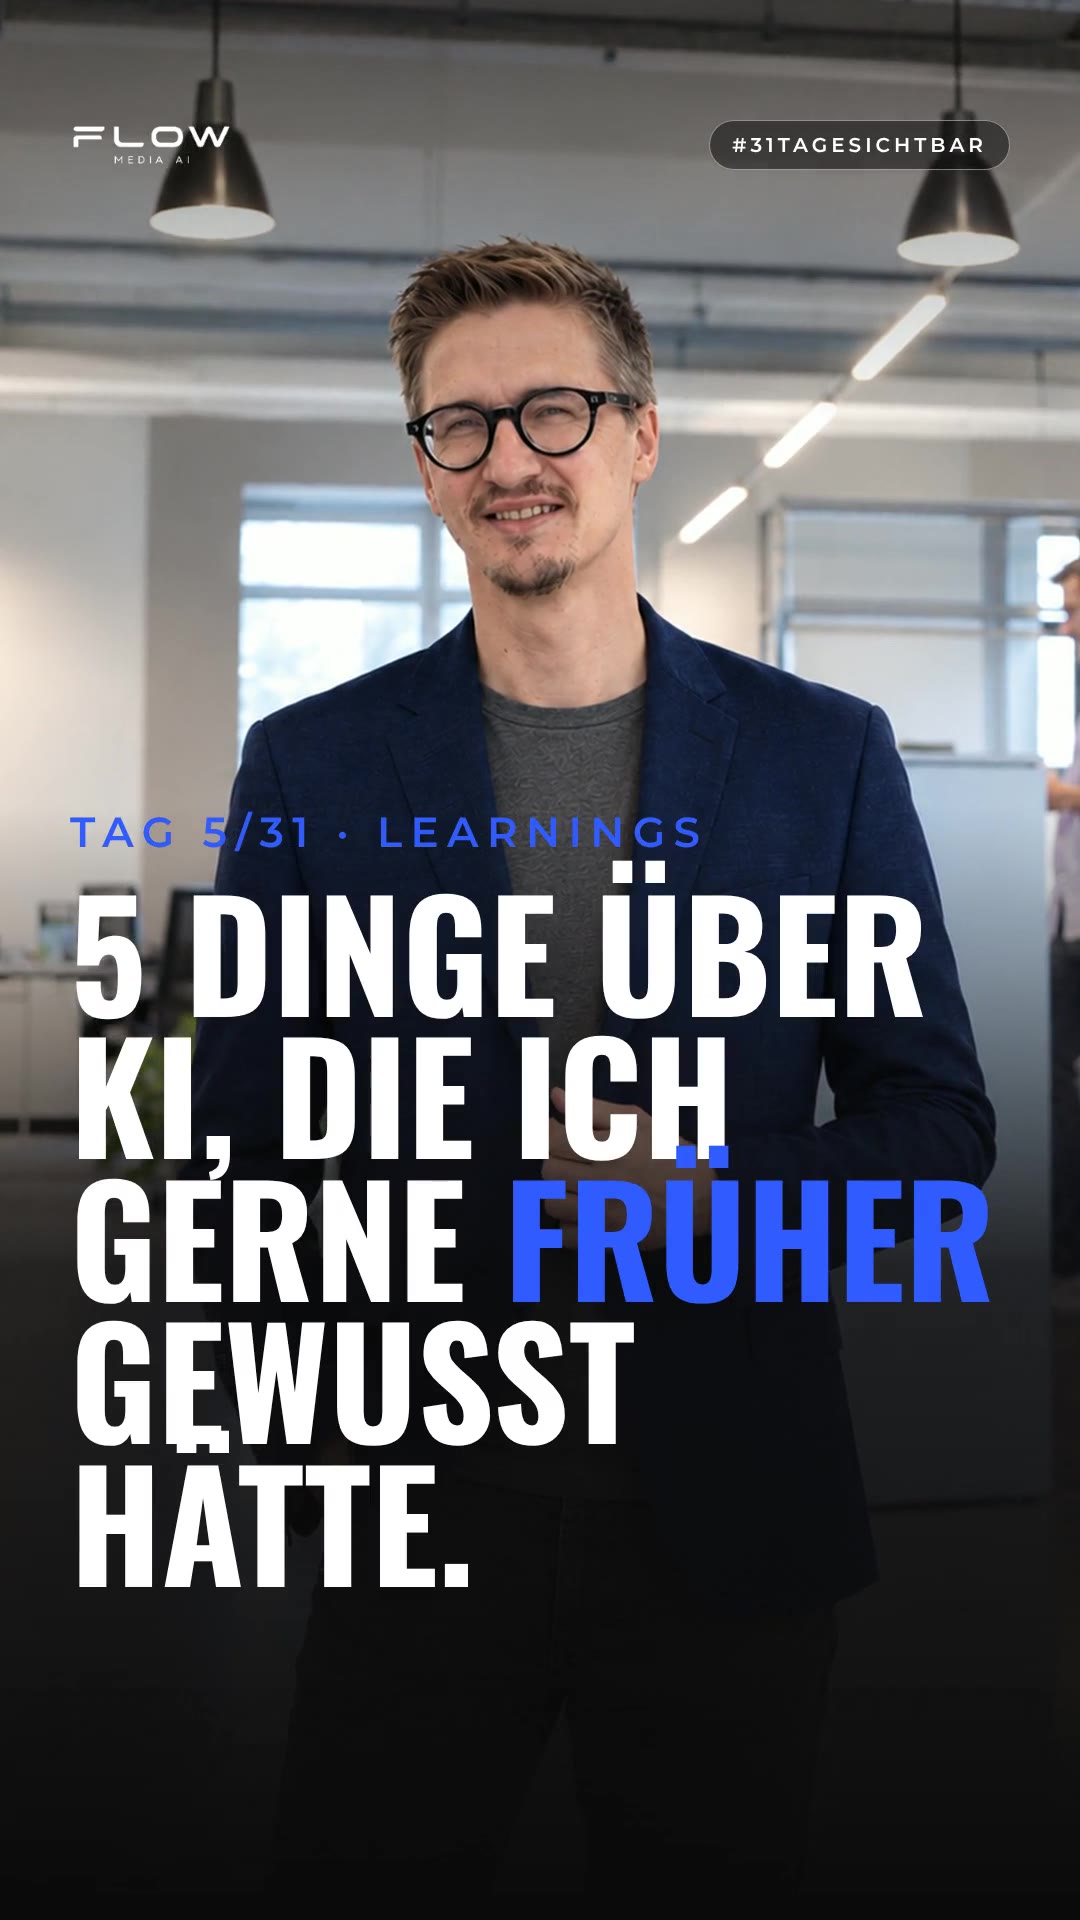 FLOW
MEDIA AI
#31TAGESICHTBAR
TAG 5/31 · LEARNINGS
5 DINGE ÜBER
KI, DIE ICH
GERNE FRÜHER
GEWUSST
HÄTTE.